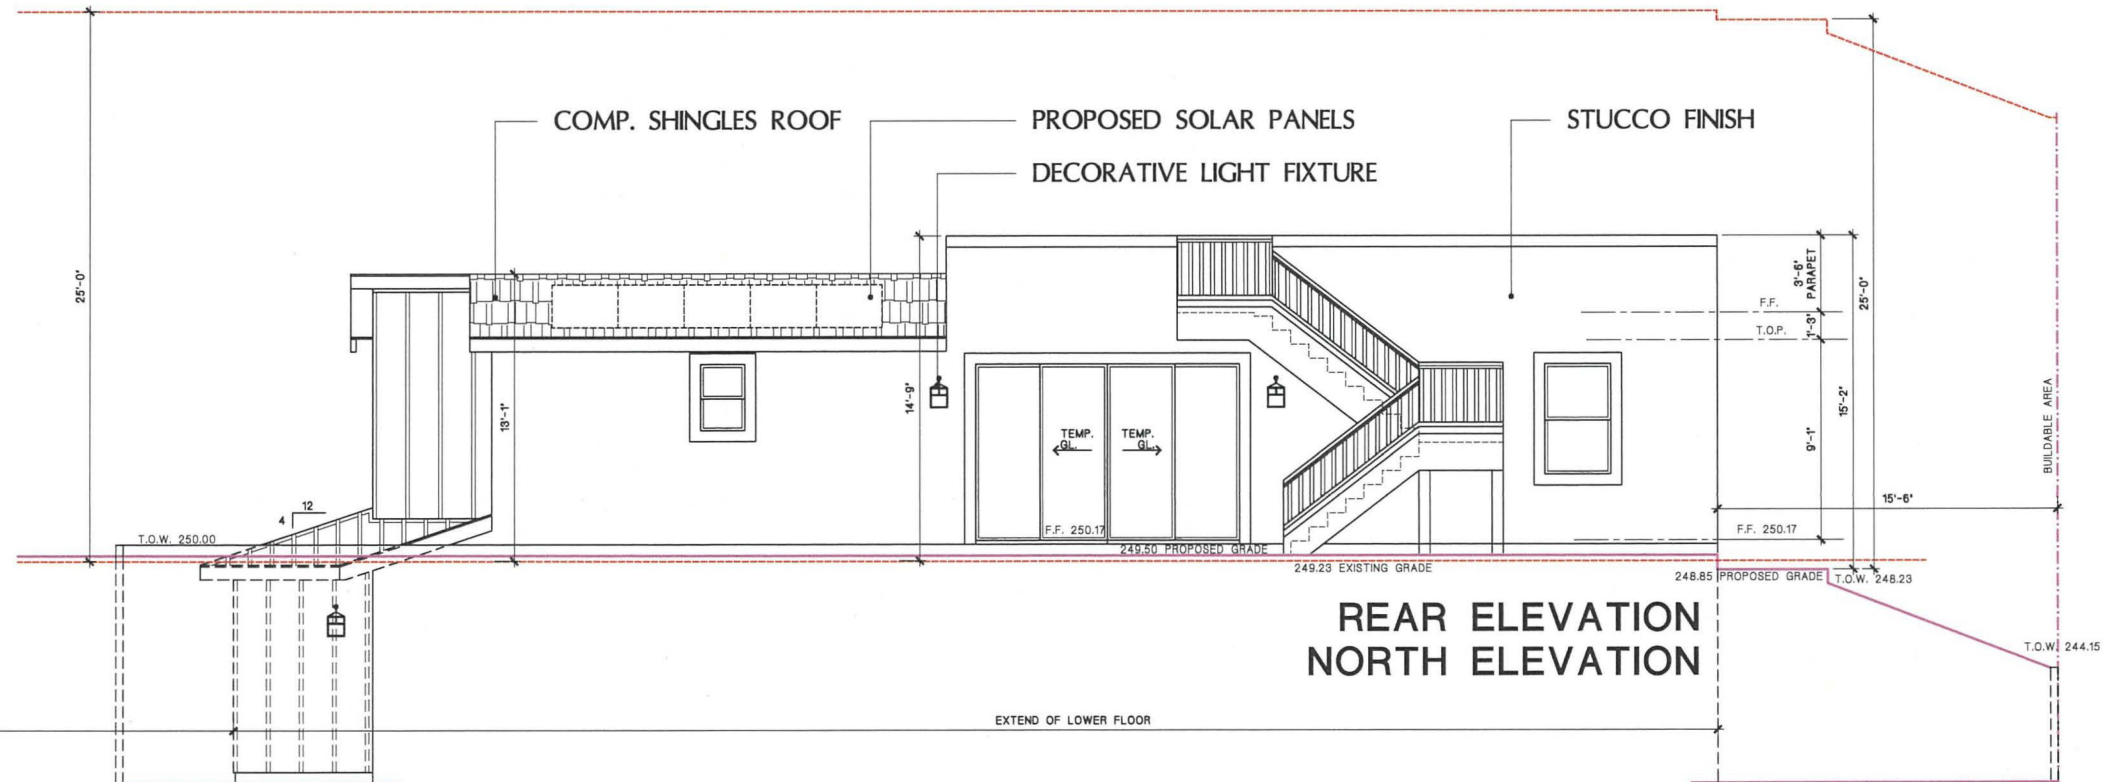 COMP. SHINGLES ROOF
PROPOSED SOLAR PANELS
STUCCO FINISH
DECORATIVE LIGHT FIXTURE
25'-0"
3'-6"
PARAPET
25'-0"
F.F.
T.O.P.
1'-3"
14'-9"
13'-1"
15'-2"
9'-1"
BUILDABLE AREA
TEMP.
GL.
TEMP.
GL.
15'-6"
12
4
T.O.W. 250.00
F.F. 250.17
F.F. 250.17
249.50 PROPOSED GRADE
249.23 EXISTING GRADE
248.85 PROPOSED GRADE
T.O.W. 248.23
REAR ELEVATION
NORTH ELEVATION
T.O.W. 244.15
EXTEND OF LOWER FLOOR